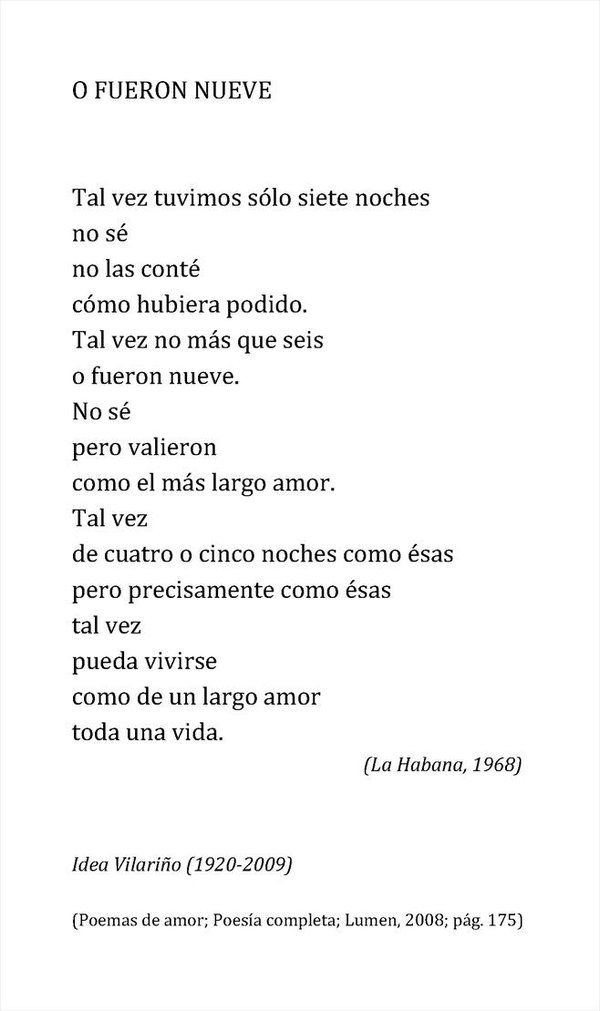 O FUERON NUEVE
Tal vez tuvimos sólo siete noches
no sé
no las conté
cómo hubiera podido.
Tal vez no más que seis
o fueron nueve.
No sé
pero valieron
como el más largo amor.
Tal vez
de cuatro o cinco noches como ésas
pero precisamente como ésas
tal vez
pueda vivirse
como de un largo amor
toda una vida.
(La Habana, 1968)
Idea Vilariño (1920-2009)
(Poemas de amor; Poesía completa; Lumen, 2008; pág. 175)